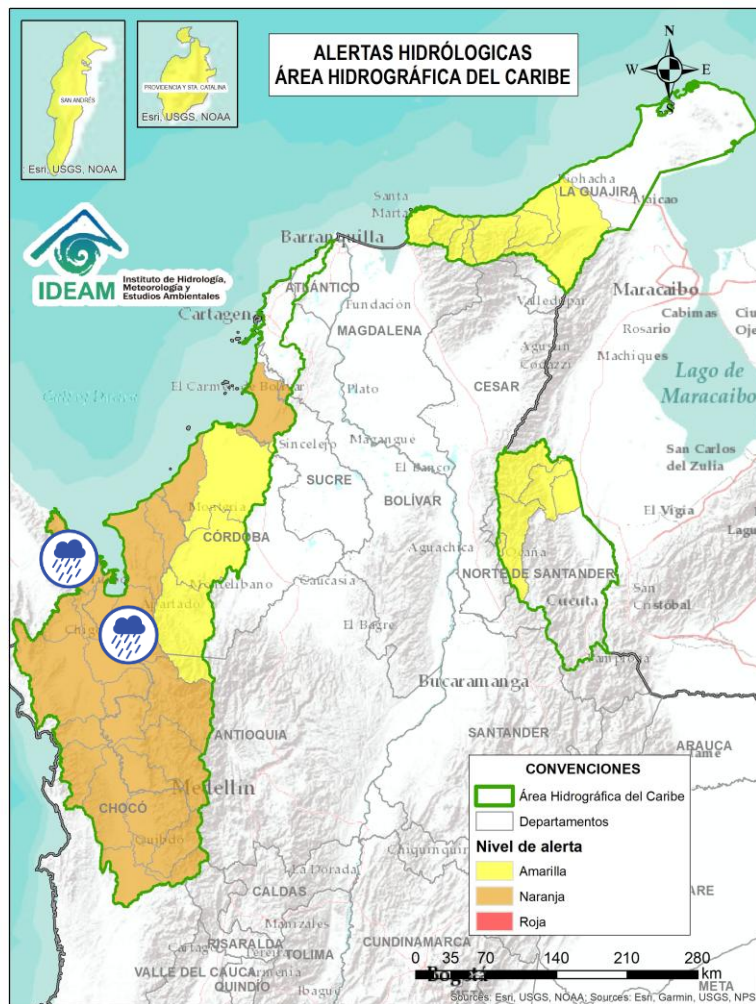 ALERTAS HIDRÓLOGICAS
ÁREA HIDROGRÁFICA DEL CARIBE
N
W
E
S
SAN ANDRÉS
Esri, USGS, NOAA
PROVIDENCIA Y STA. CATALINA
Esri, USGS, NOAA
IDEAM
Instituto de Hidrología,
Meteorología y
Estudios Ambientales
LA GUAJIRA
Maicao
Santa
Marta
Barranquilla
ATLÁNTICO
Fundación
Valledupar
Maracaibo
Cartagena
MAGDALENA
Cabimas
Rosario
Agustín
Codazzi
Machiques
El Carmen de Bolívar
Plato
CESAR
Lago de
Maracaibo
Sincelejo
Magangue
San Carlos
del Zulia
El Banco
SUCRE
BOLÍVAR
Montería
El Vigía
CÓRDOBA
Aguachica
Ocaña
NORTE DE SANTANDER
Montelíbano
Caucasia
Cúcuta
San
Cristóbal
Apartadó
El Bagre
Pamplona
Bucaramanga
ANTIOQUIA
SANTANDER
ARAUCA
Medellín
CHOCÓ
Quibdó
La Dorada
CALDAS
Manizales
RISARALDA
TOLIMA
CUNDINAMARCA
VALLE DEL CAUCA
Armenia
QUINDÍO
Ibagué
Bogotá
META
CONVENCIONES
Área Hidrográfica del Caribe
Departamentos
Nivel de alerta
Amarilla
Naranja
Roja
0 35 70 140 210 280
km
Sources: Esri, USGS, NOAA; Sources: Esri, Garmin, USGS, NPS